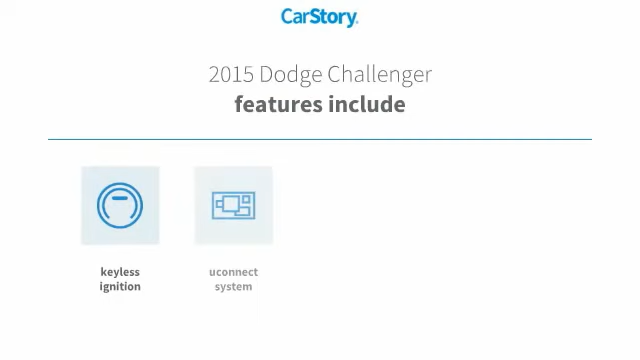 CarStory
2015 Dodge Challenger
features include
keyless
ignition
uconnect
system